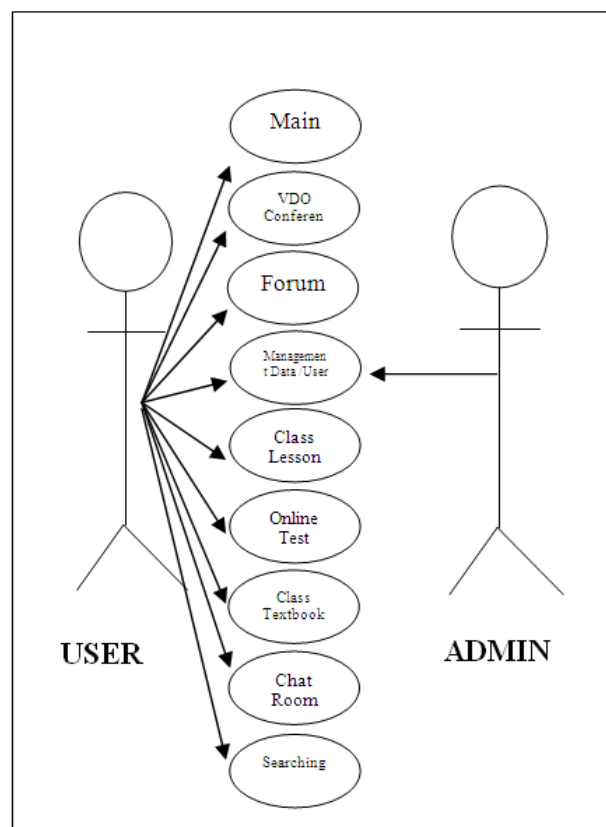 Main
VDO
Conferen
Forum
Managemen
t Data /User
Class
Lesson
Online
Test
Class
Textbook
USER
ADMIN
Chat
Room
Searching